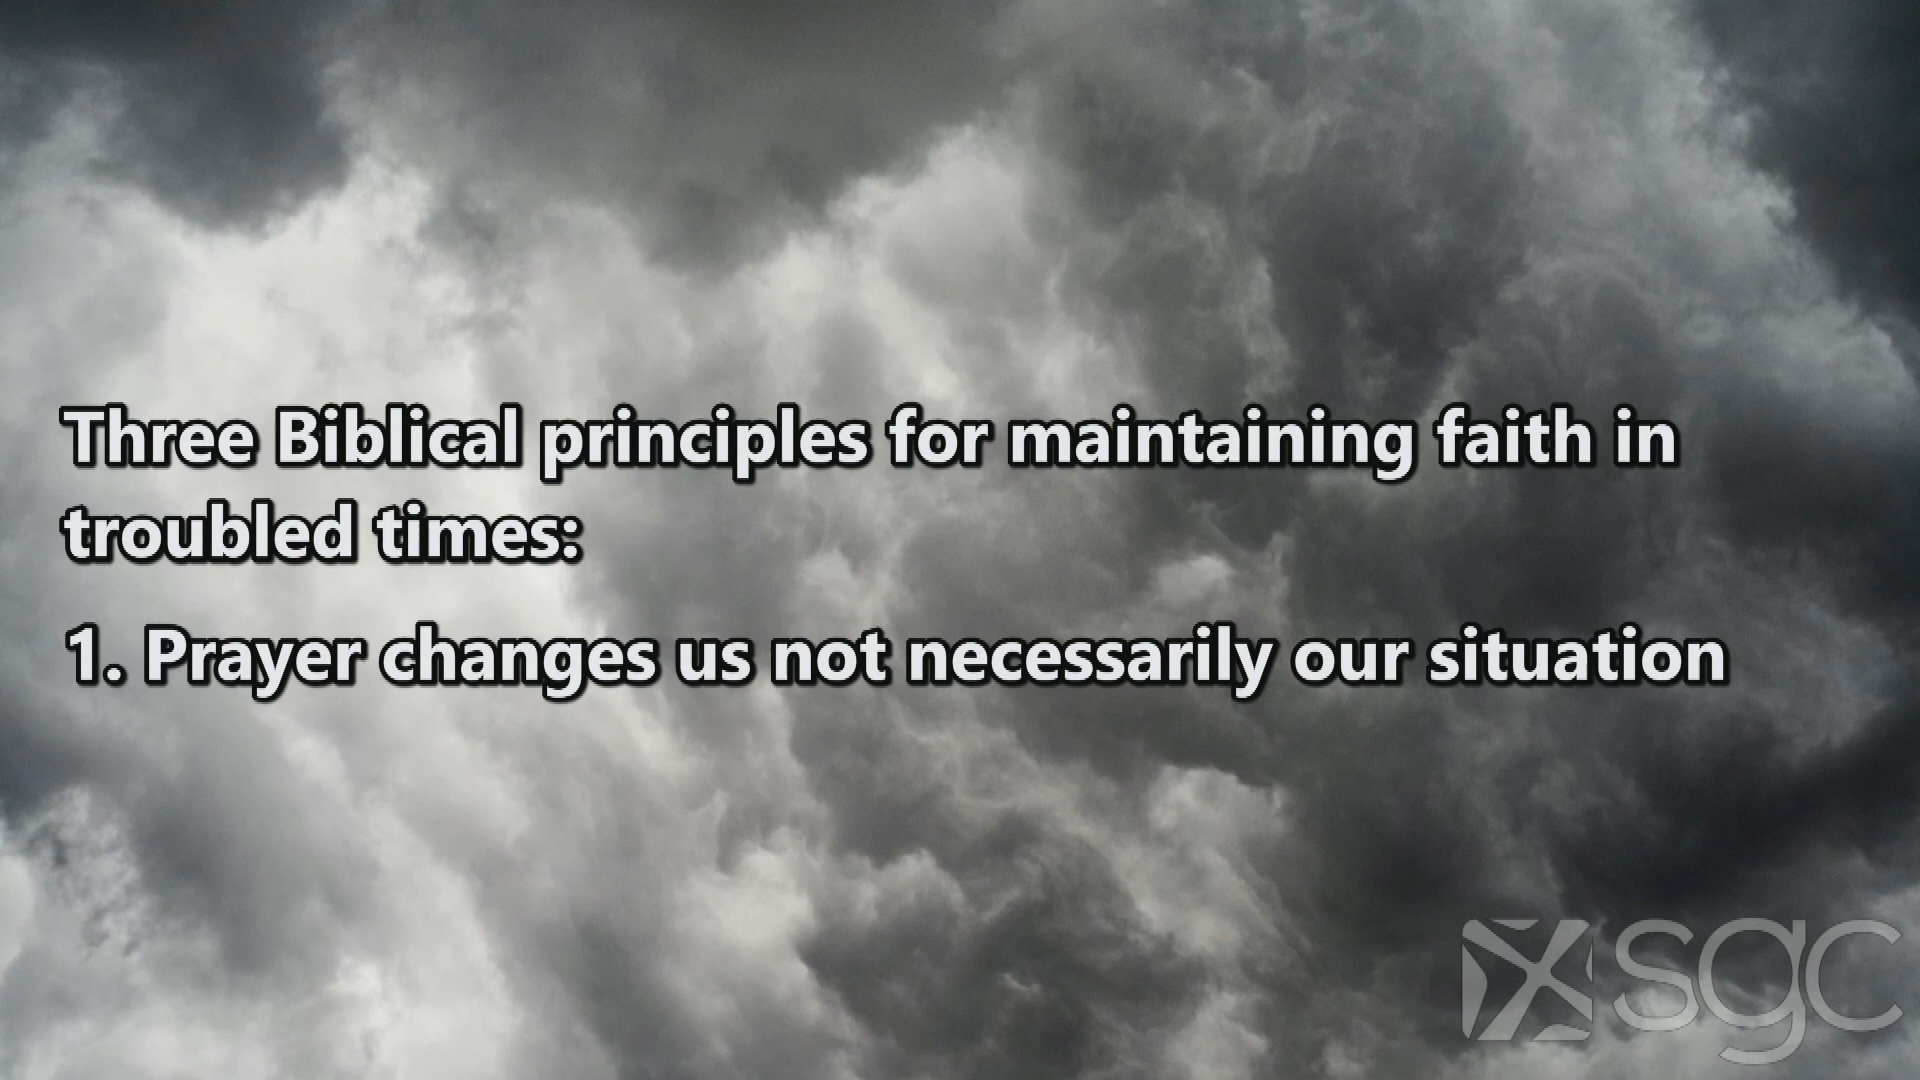 Three Biblical principles for maintaining faith in
troubled times:
1. Prayer changes us not necessarily our situation
sgc